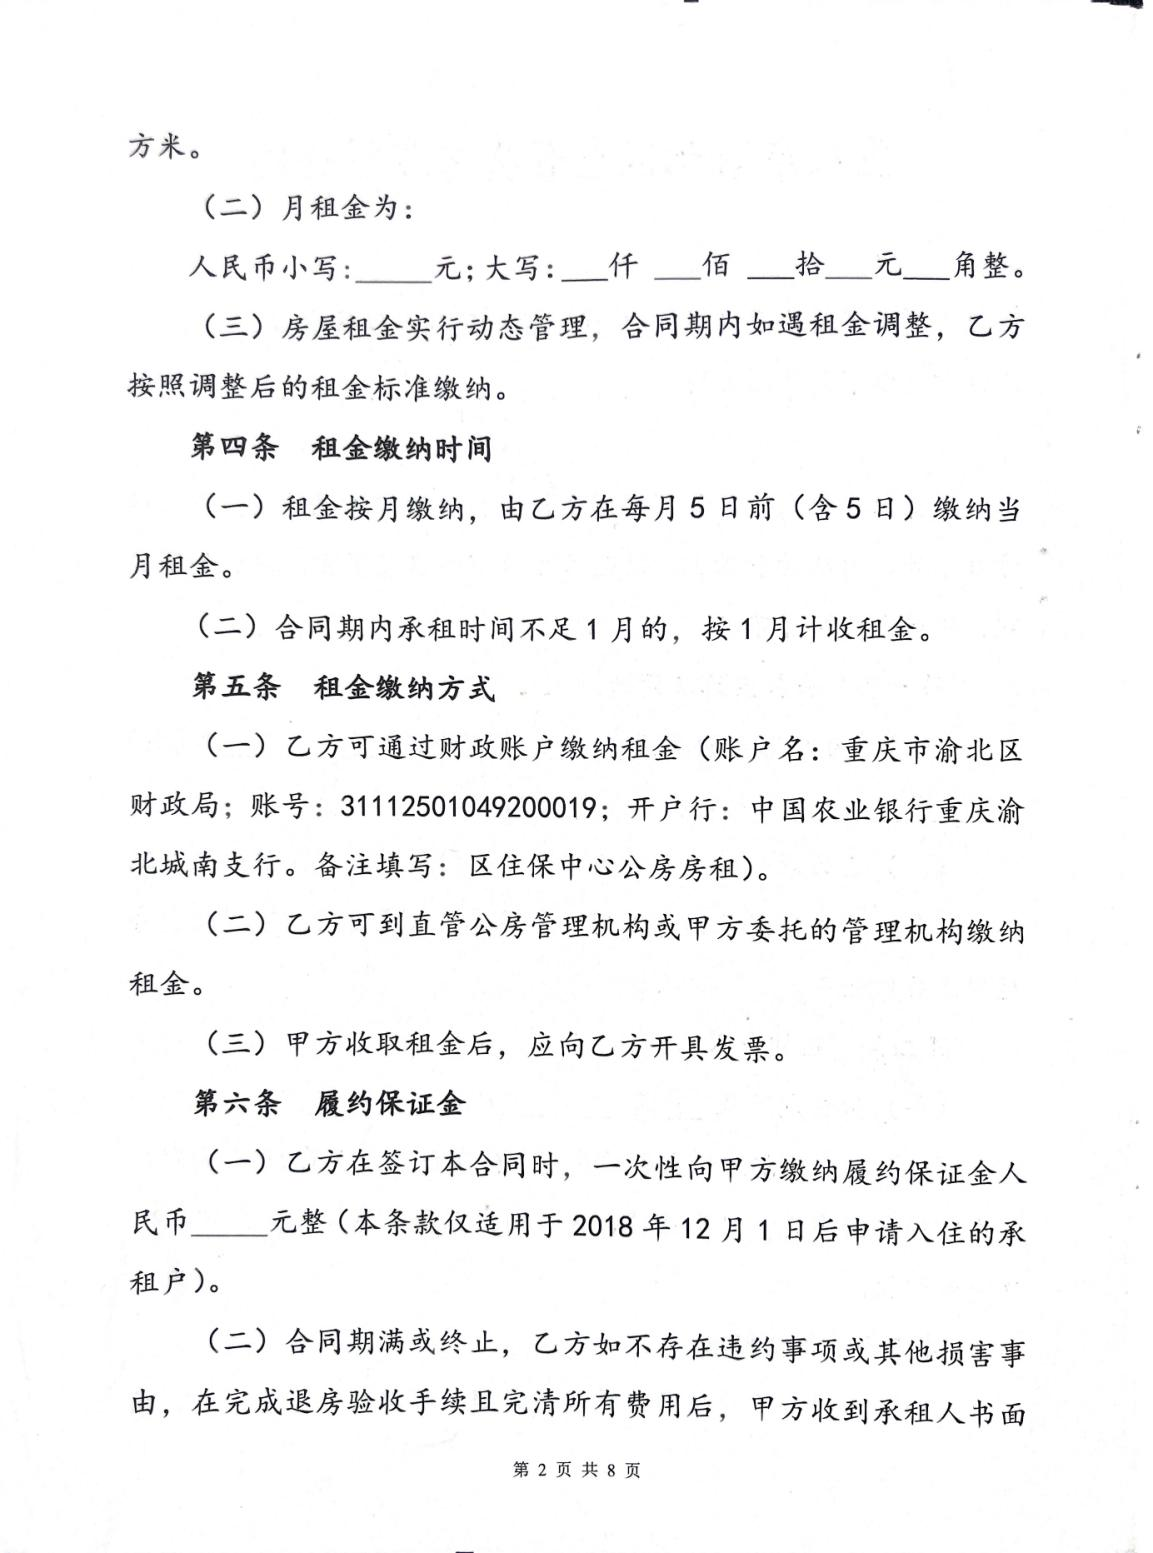 方米。
（二）月租金为：
人民币小写：_____元；大写：___仟 ___佰 ___拾___元___角整。
（三）房屋租金实行动态管理，合同期内如遇租金调整，乙方
按照调整后的租金标准缴纳。
第四条 租金缴纳时间
（一）租金按月缴纳，由乙方在每月 5 日前（含 5 日）缴纳当
月租金。
（二）合同期内承租时间不足 1 月的，按 1 月计收租金。
第五条 租金缴纳方式
（一）乙方可通过财政账户缴纳租金（账户名：重庆市渝北区
财政局；账号：31112501049200019；开户行：中国农业银行重庆渝
北城南支行。备注填写：区住保中心公房房租）。
（二）乙方可到直管公房管理机构或甲方委托的管理机构缴纳
租金。
（三）甲方收取租金后，应向乙方开具发票。
第六条 履约保证金
（一）乙方在签订本合同时，一次性向甲方缴纳履约保证金人
民币_____元整（本条款仅适用于 2018 年 12 月 1 日后申请入住的承
租户）。
（二）合同期满或终止，乙方如不存在违约事项或其他损害事
由，在完成退房验收手续且完清所有费用后，甲方收到承租人书面
第 2 页 共 8 页